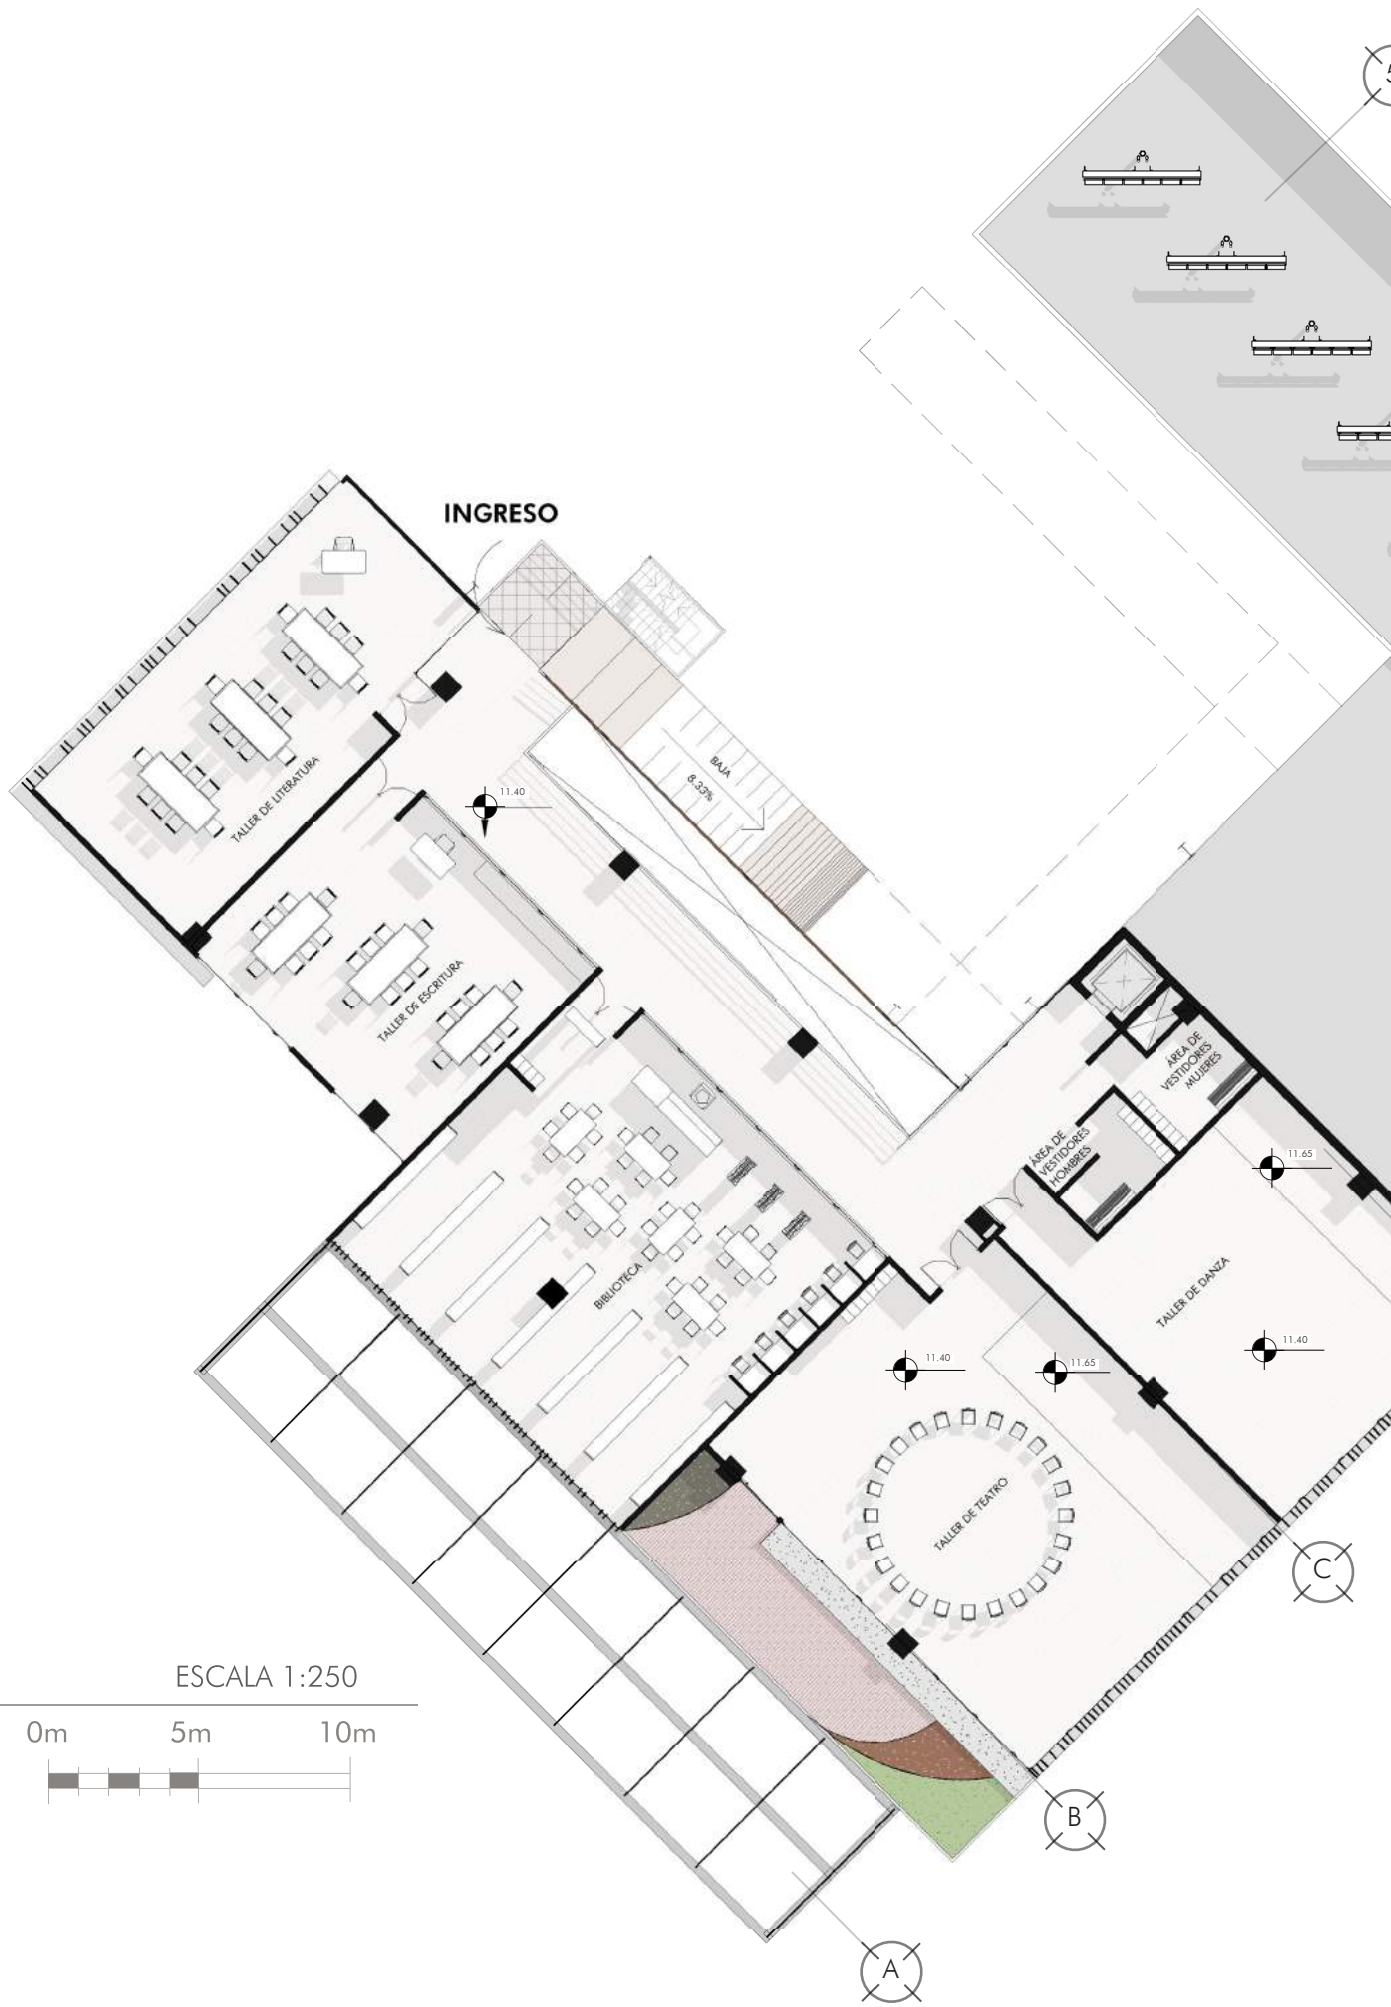 5
INGRESO
BAJA
8.33%
TALLER DE LITERATURA
11.40
TALLER DE ESCRITURA
ÁREA DE
VESTIDORES
MUJERES
ÁREA DE
VESTIDORES
HOMBRES
11.65
BIBLIOTECA
TALLER DE DANZA
11.40
11.40
11.65
TALLER DE TEATRO
C
ESCALA 1:250
0m 5m 10m
B
A